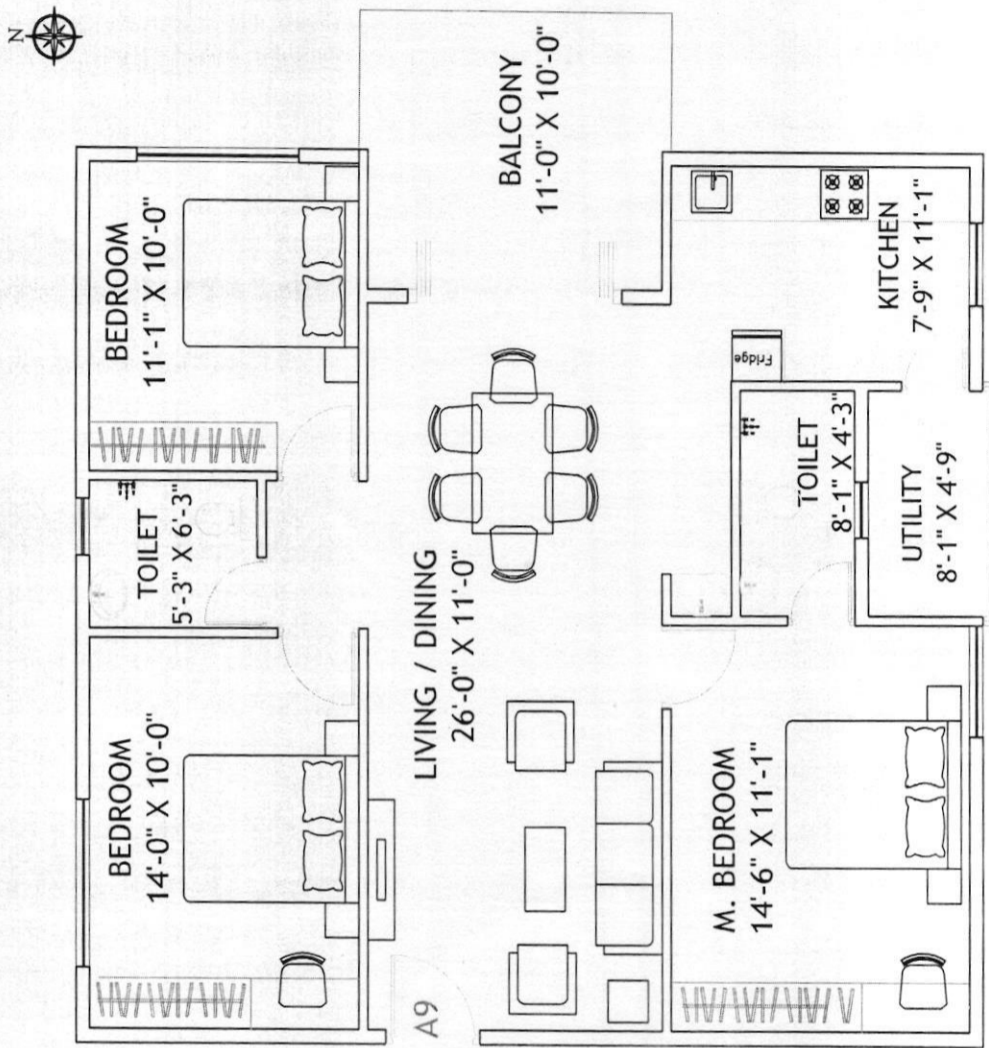 N
BALCONY
11'-0" X 10'-0"
BEDROOM
11'-1" X 10'-0"
KITCHEN
7'-9" X 11'-1"
Fridge
TOILET
5'-3" X 6'-3"
TOILET
8'-1" X 4'-3"
UTILITY
8'-1" X 4'-9"
LIVING / DINING
26'-0" X 11'-0"
BEDROOM
14'-0" X 10'-0"
M. BEDROOM
14'-6" X 11'-1"
A9